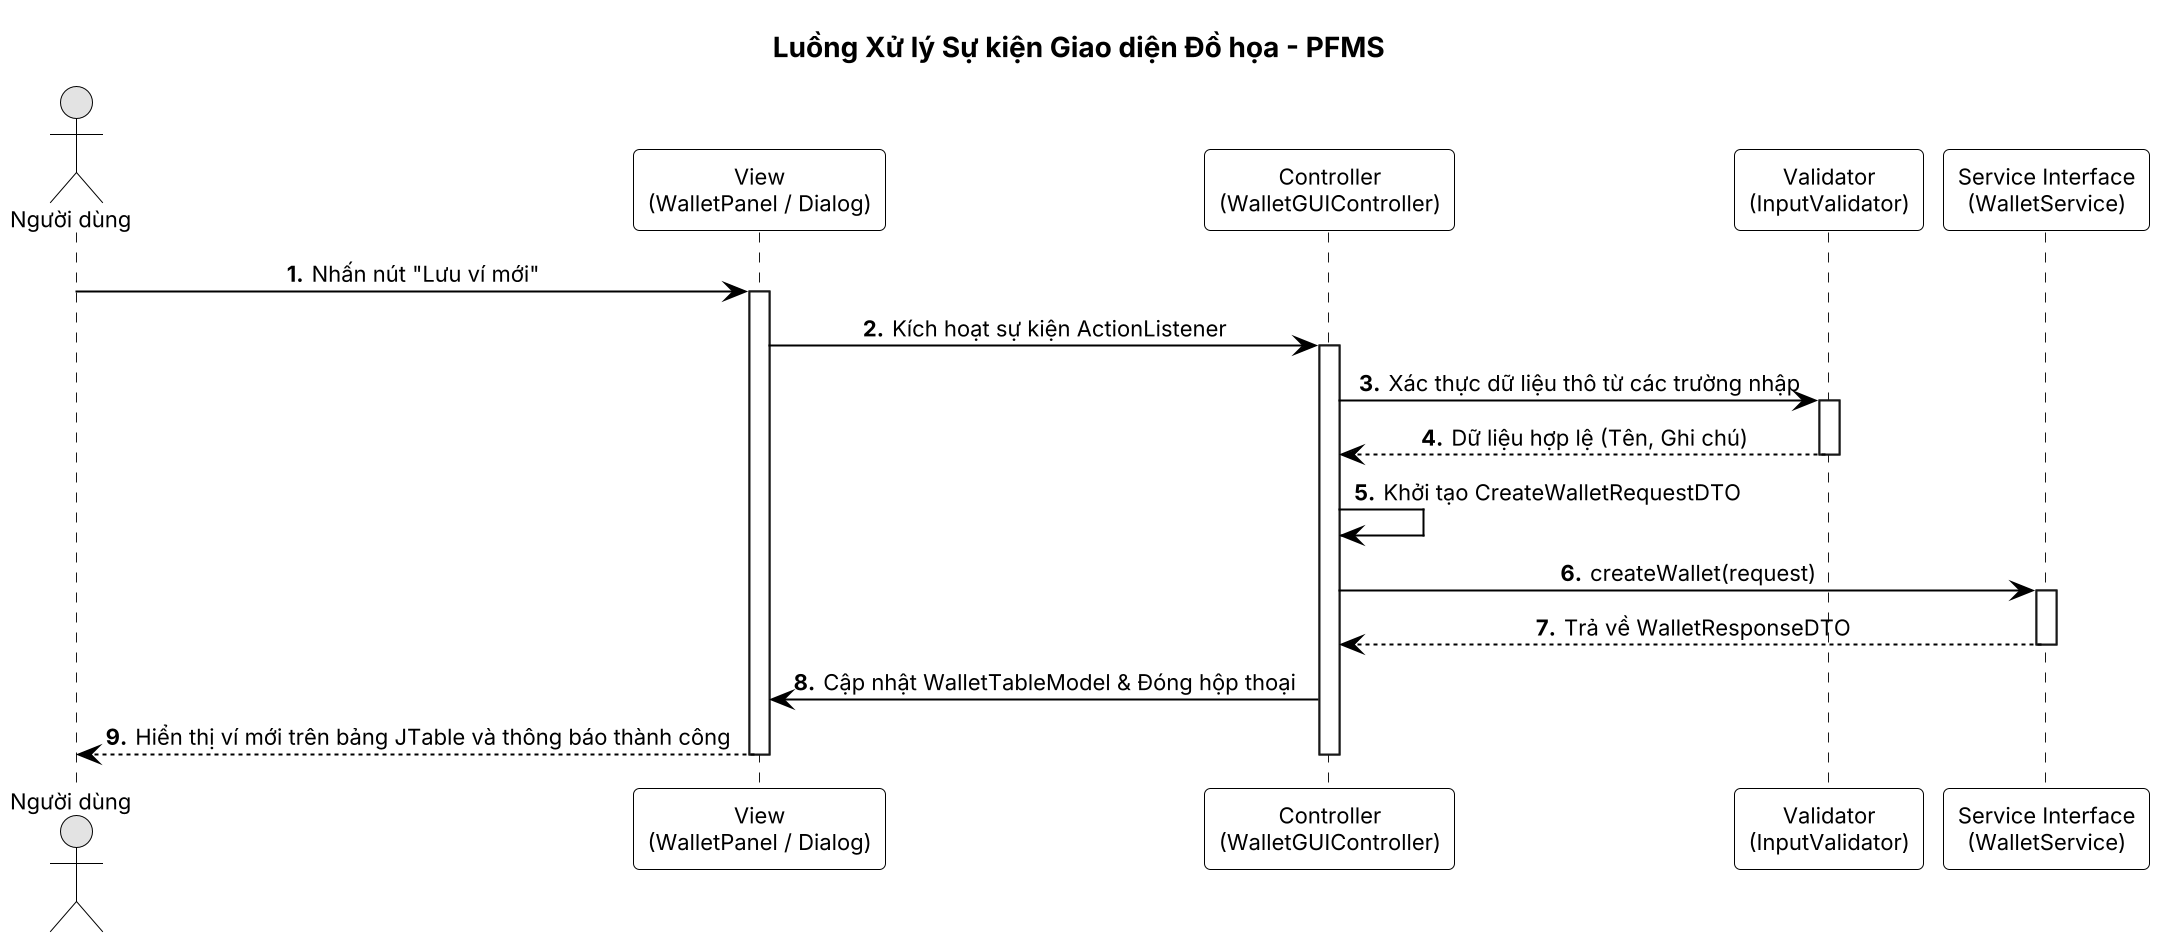 Luồng Xử lý Sự kiện Giao diện Đồ họa - PFMS
Người dùng
View
(WalletPanel / Dialog)
Controller
(WalletGUIController)
Validator
(InputValidator)
Service Interface
(WalletService)
1. Nhấn nút "Lưu ví mới"
2. Kích hoạt sự kiện ActionListener
3. Xác thực dữ liệu thô từ các trường nhập
4. Dữ liệu hợp lệ (Tên, Ghi chú)
5. Khởi tạo CreateWalletRequestDTO
6. createWallet(request)
7. Trả về WalletResponseDTO
8. Cập nhật WalletTableModel & Đóng hộp thoại
9. Hiển thị ví mới trên bảng JTable và thông báo thành công
Người dùng
View
(WalletPanel / Dialog)
Controller
(WalletGUIController)
Validator
(InputValidator)
Service Interface
(WalletService)